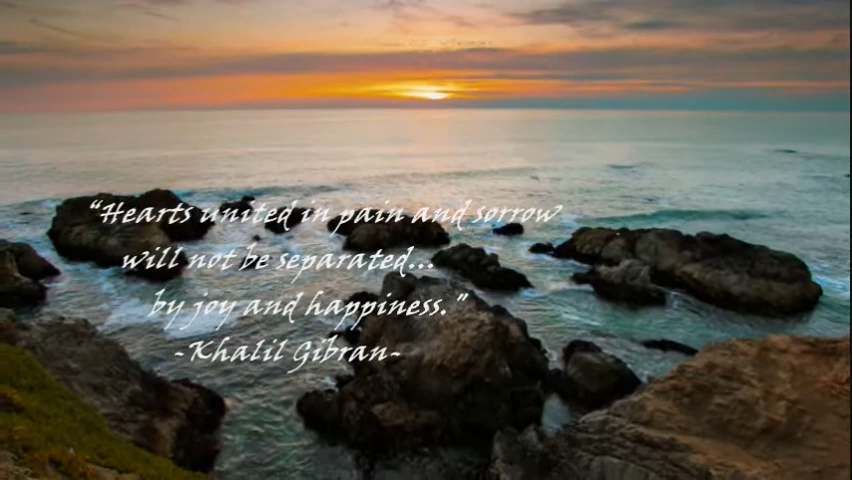 “Hearts united in pain and sorrow
will not be separated...
by joy and happiness.”
-Khalil Gibran-